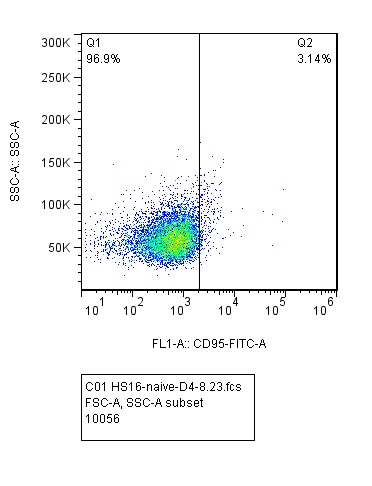 300K
250K
200K
150K
100K
50K
Q1
96.9%
Q2
3.14%
SSC-A:: SSC-A
10^1 10^2 10^3 10^4 10^5 10^6
FL1-A:: CD95-FITC-A
C01 HS16-naive-D4-8.23.fcs
FSC-A, SSC-A subset
10056